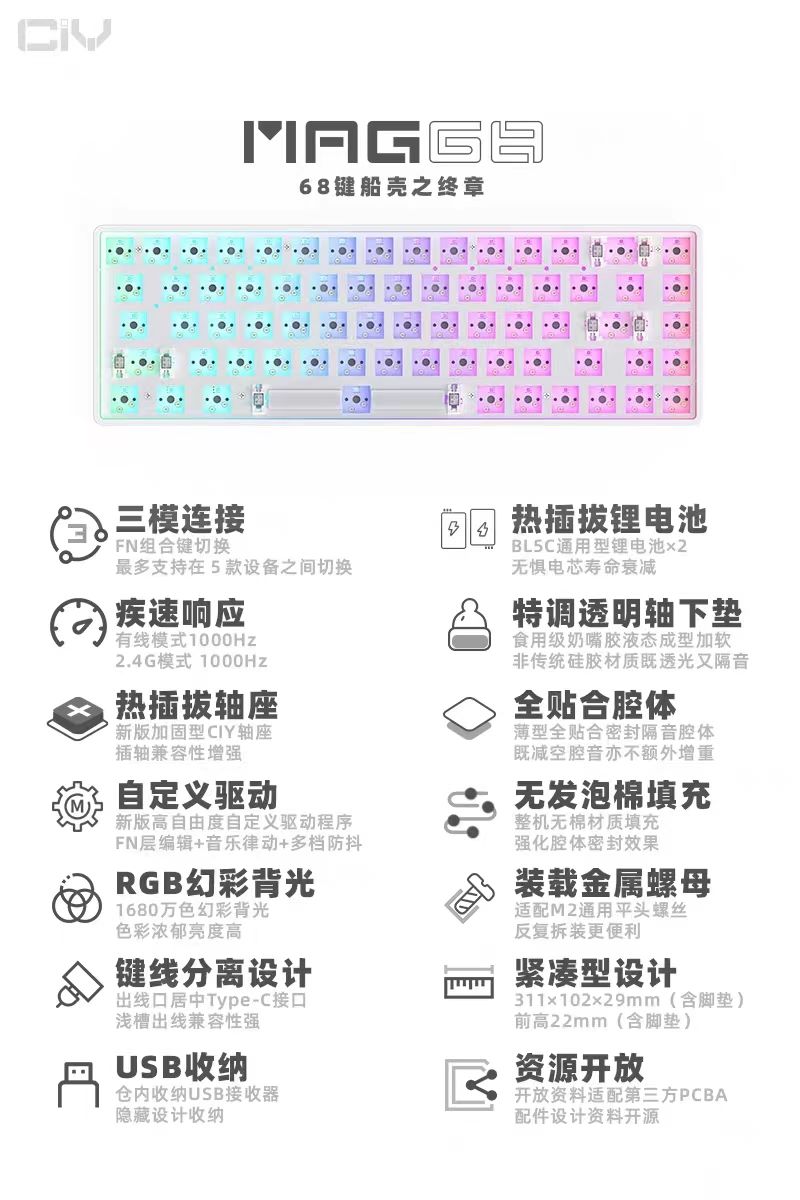 CIY
MAG68
68键船壳之终章
3
三模连接
FN组合键切换
最多支持在 5 款设备之间切换
热插拔锂电池
BL5C通用型锂电池×2
无惧电芯寿命衰减
疾速响应
有线模式1000Hz
2.4G模式 1000Hz
特调透明轴下垫
食用级奶嘴胶液态成型加软
非传统硅胶材质既透光又隔音
热插拔轴座
新版加固型CIY轴座
插轴兼容性增强
全贴合腔体
薄型全贴合密封隔音腔体
既减空腔音亦不额外增重
M
自定义驱动
新版高自由度自定义驱动程序
FN层编辑+音乐律动+多档防抖
无发泡棉填充
整机无棉材质填充
强化腔体密封效果
RGB幻彩背光
1680万色幻彩背光
色彩浓郁亮度高
装载金属螺母
适配M2通用平头螺丝
反复拆装更便利
键线分离设计
出线口居中Type-C接口
浅槽出线兼容性强
紧凑型设计
311×102×29mm（含脚垫）
前高22mm（含脚垫）
USB收纳
仓内收纳USB接收器
隐藏设计收纳
资源开放
开放资料适配第三方PCBA
配件设计资料开源